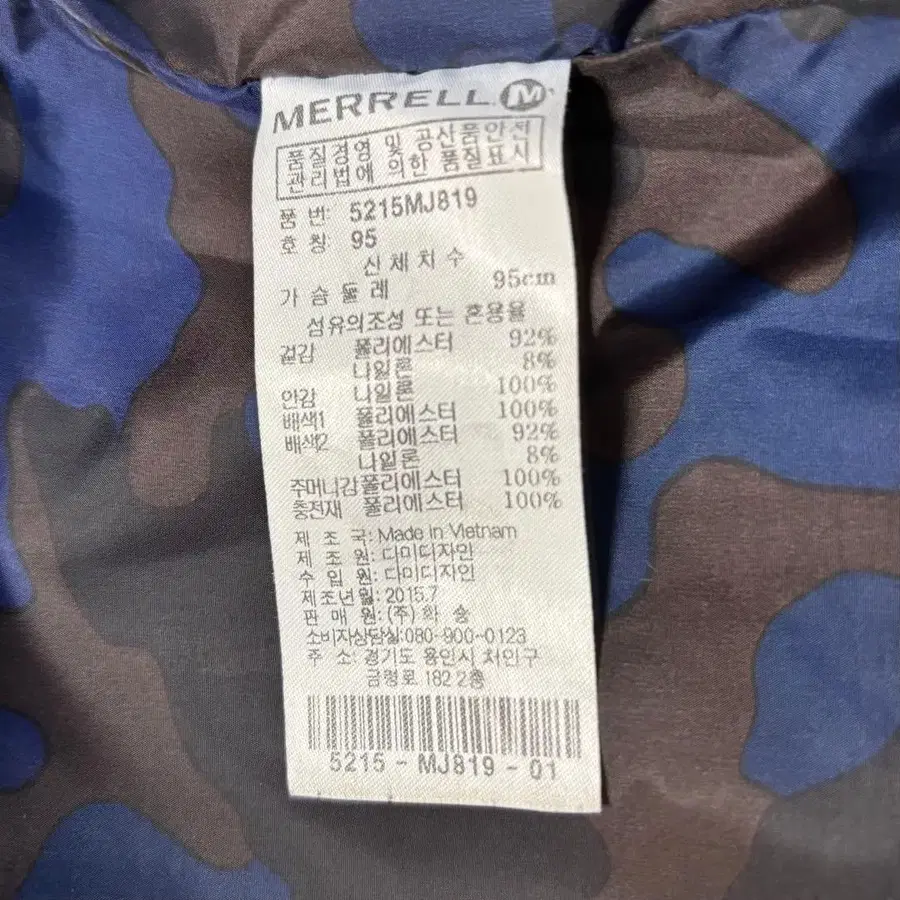 MERRELL M
품질경영 및 공산품안전
관리법에 의한 품질표시
품 번: 5215MJ819
호 칭 95
신체치수
가슴둘레 95cm
섬유의조성 또는 혼용율
겉감 폴리에스터 92%
나일론 8%
안감 나일론 100%
배색1 폴리에스터 100%
배색2 폴리에스터 92%
나일론 8%
주머니감 폴리에스터 100%
충전재 폴리에스터 100%
제 조 국: Made in Vietnam
제 조 원: 다미디자인
수 입 원: 다미디자인
제조년월: 2015.7
판 매 원: (주) 화 승
소비자상담실:080-900-0123
주 소: 경기도 용인시 처인구
금령로 182 2층
5215 - MJ819 - 01